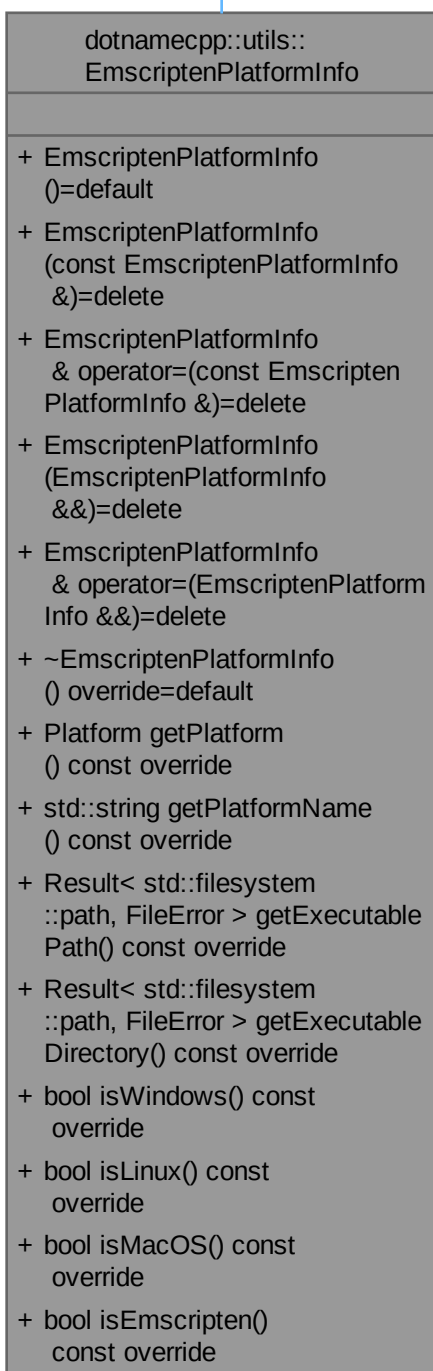 dotnamecpp::utils::
EmscriptenPlatformInfo
+ EmscriptenPlatformInfo
()=default
+ EmscriptenPlatformInfo
(const EmscriptenPlatformInfo
&)=delete
+ EmscriptenPlatformInfo
& operator=(const Emscripten
PlatformInfo &)=delete
+ EmscriptenPlatformInfo
(EmscriptenPlatformInfo
&&)=delete
+ EmscriptenPlatformInfo
& operator=(EmscriptenPlatform
Info &&)=delete
+ ~EmscriptenPlatformInfo
() override=default
+ Platform getPlatform
() const override
+ std::string getPlatformName
() const override
+ Result< std::filesystem
::path, FileError > getExecutable
Path() const override
+ Result< std::filesystem
::path, FileError > getExecutable
Directory() const override
+ bool isWindows() const
override
+ bool isLinux() const
override
+ bool isMacOS() const
override
+ bool isEmscripten()
const override